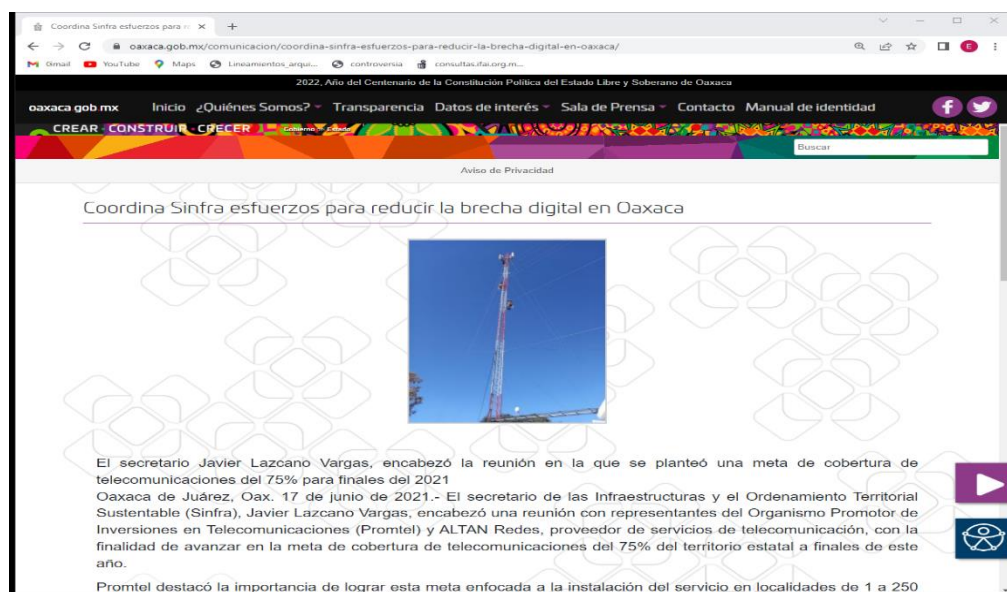 Coordina Sinfra esfuerzos para r
oaxaca.gob.mx/comunicacion/coordina-sinfra-esfuerzos-para-reducir-la-brecha-digital-en-oaxaca/
E
Gmail YouTube Maps Lineamientos_arqui... controversia consultas.ifai.org.m...
2022, Año del Centenario de la Constitución Política del Estado Libre y Soberano de Oaxaca
oaxaca gob mx Inicio ¿Quiénes Somos? Transparencia Datos de interés Sala de Prensa Contacto Manual de identidad
CREAR · CONSTRUIR · CRECER Gobierno Estado
Buscar
Aviso de Privacidad
Coordina Sinfra esfuerzos para reducir la brecha digital en Oaxaca
El secretario Javier Lazcano Vargas, encabezó la reunión en la que se planteó una meta de cobertura de
telecomunicaciones del 75% para finales del 2021
Oaxaca de Juárez, Oax. 17 de junio de 2021.- El secretario de las Infraestructuras y el Ordenamiento Territorial
Sustentable (Sinfra), Javier Lazcano Vargas, encabezó una reunión con representantes del Organismo Promotor de
Inversiones en Telecomunicaciones (Promtel) y ALTAN Redes, proveedor de servicios de telecomunicación, con la
finalidad de avanzar en la meta de cobertura de telecomunicaciones del 75% del territorio estatal a finales de este
año.
Promtel destacó la importancia de lograr esta meta enfocada a la instalación del servicio en localidades de 1 a 250